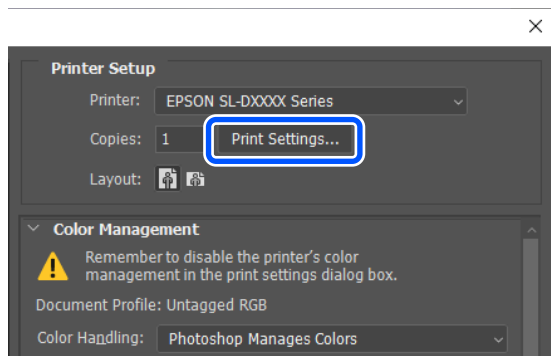 Printer Setup
Printer: EPSON SL-DXXXX Series
Copies: 1 Print Settings...
Layout:
Color Management
Remember to disable the printer's color
management in the print settings dialog box.
Document Profile: Untagged RGB
Color Handling: Photoshop Manages Colors